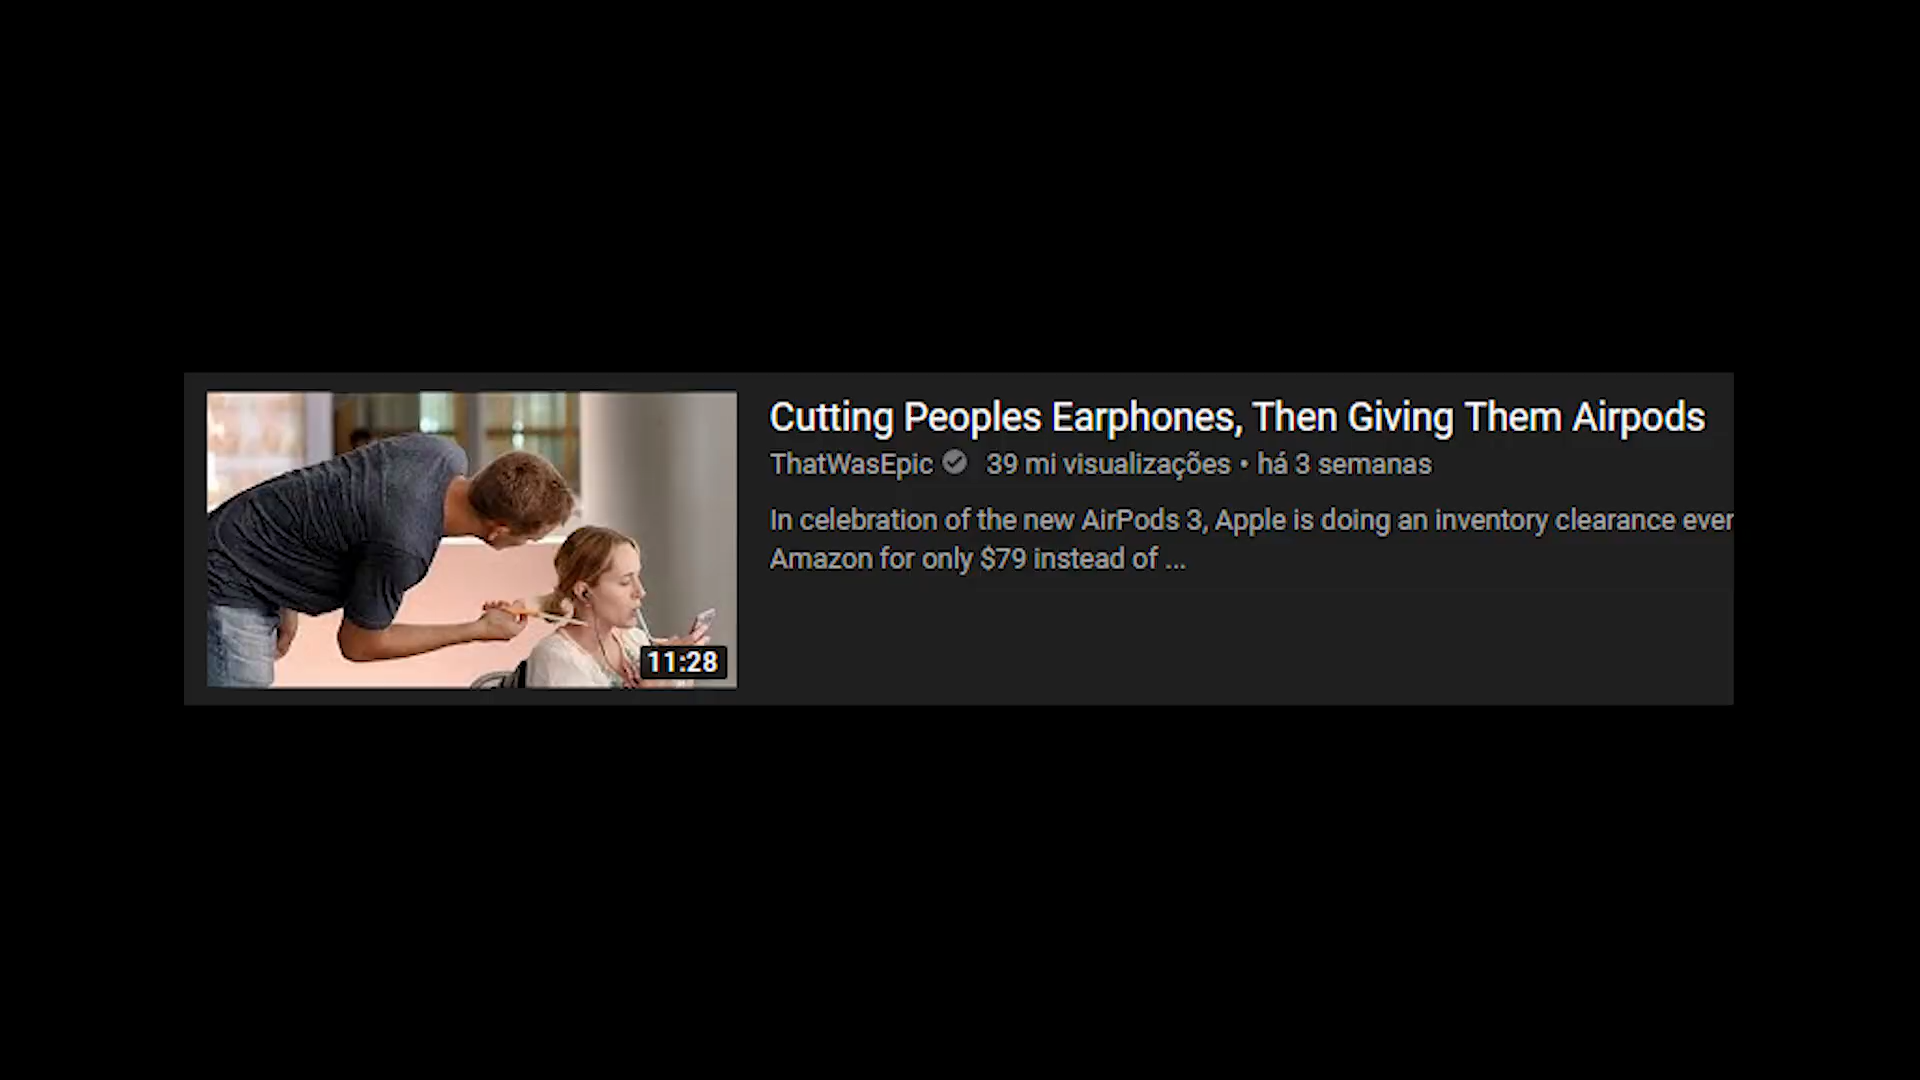 Cutting Peoples Earphones, Then Giving Them Airpods
ThatWasEpic 39 mi visualizações • há 3 semanas
In celebration of the new AirPods 3, Apple is doing an inventory clearance ever
Amazon for only $79 instead of ...
11:28